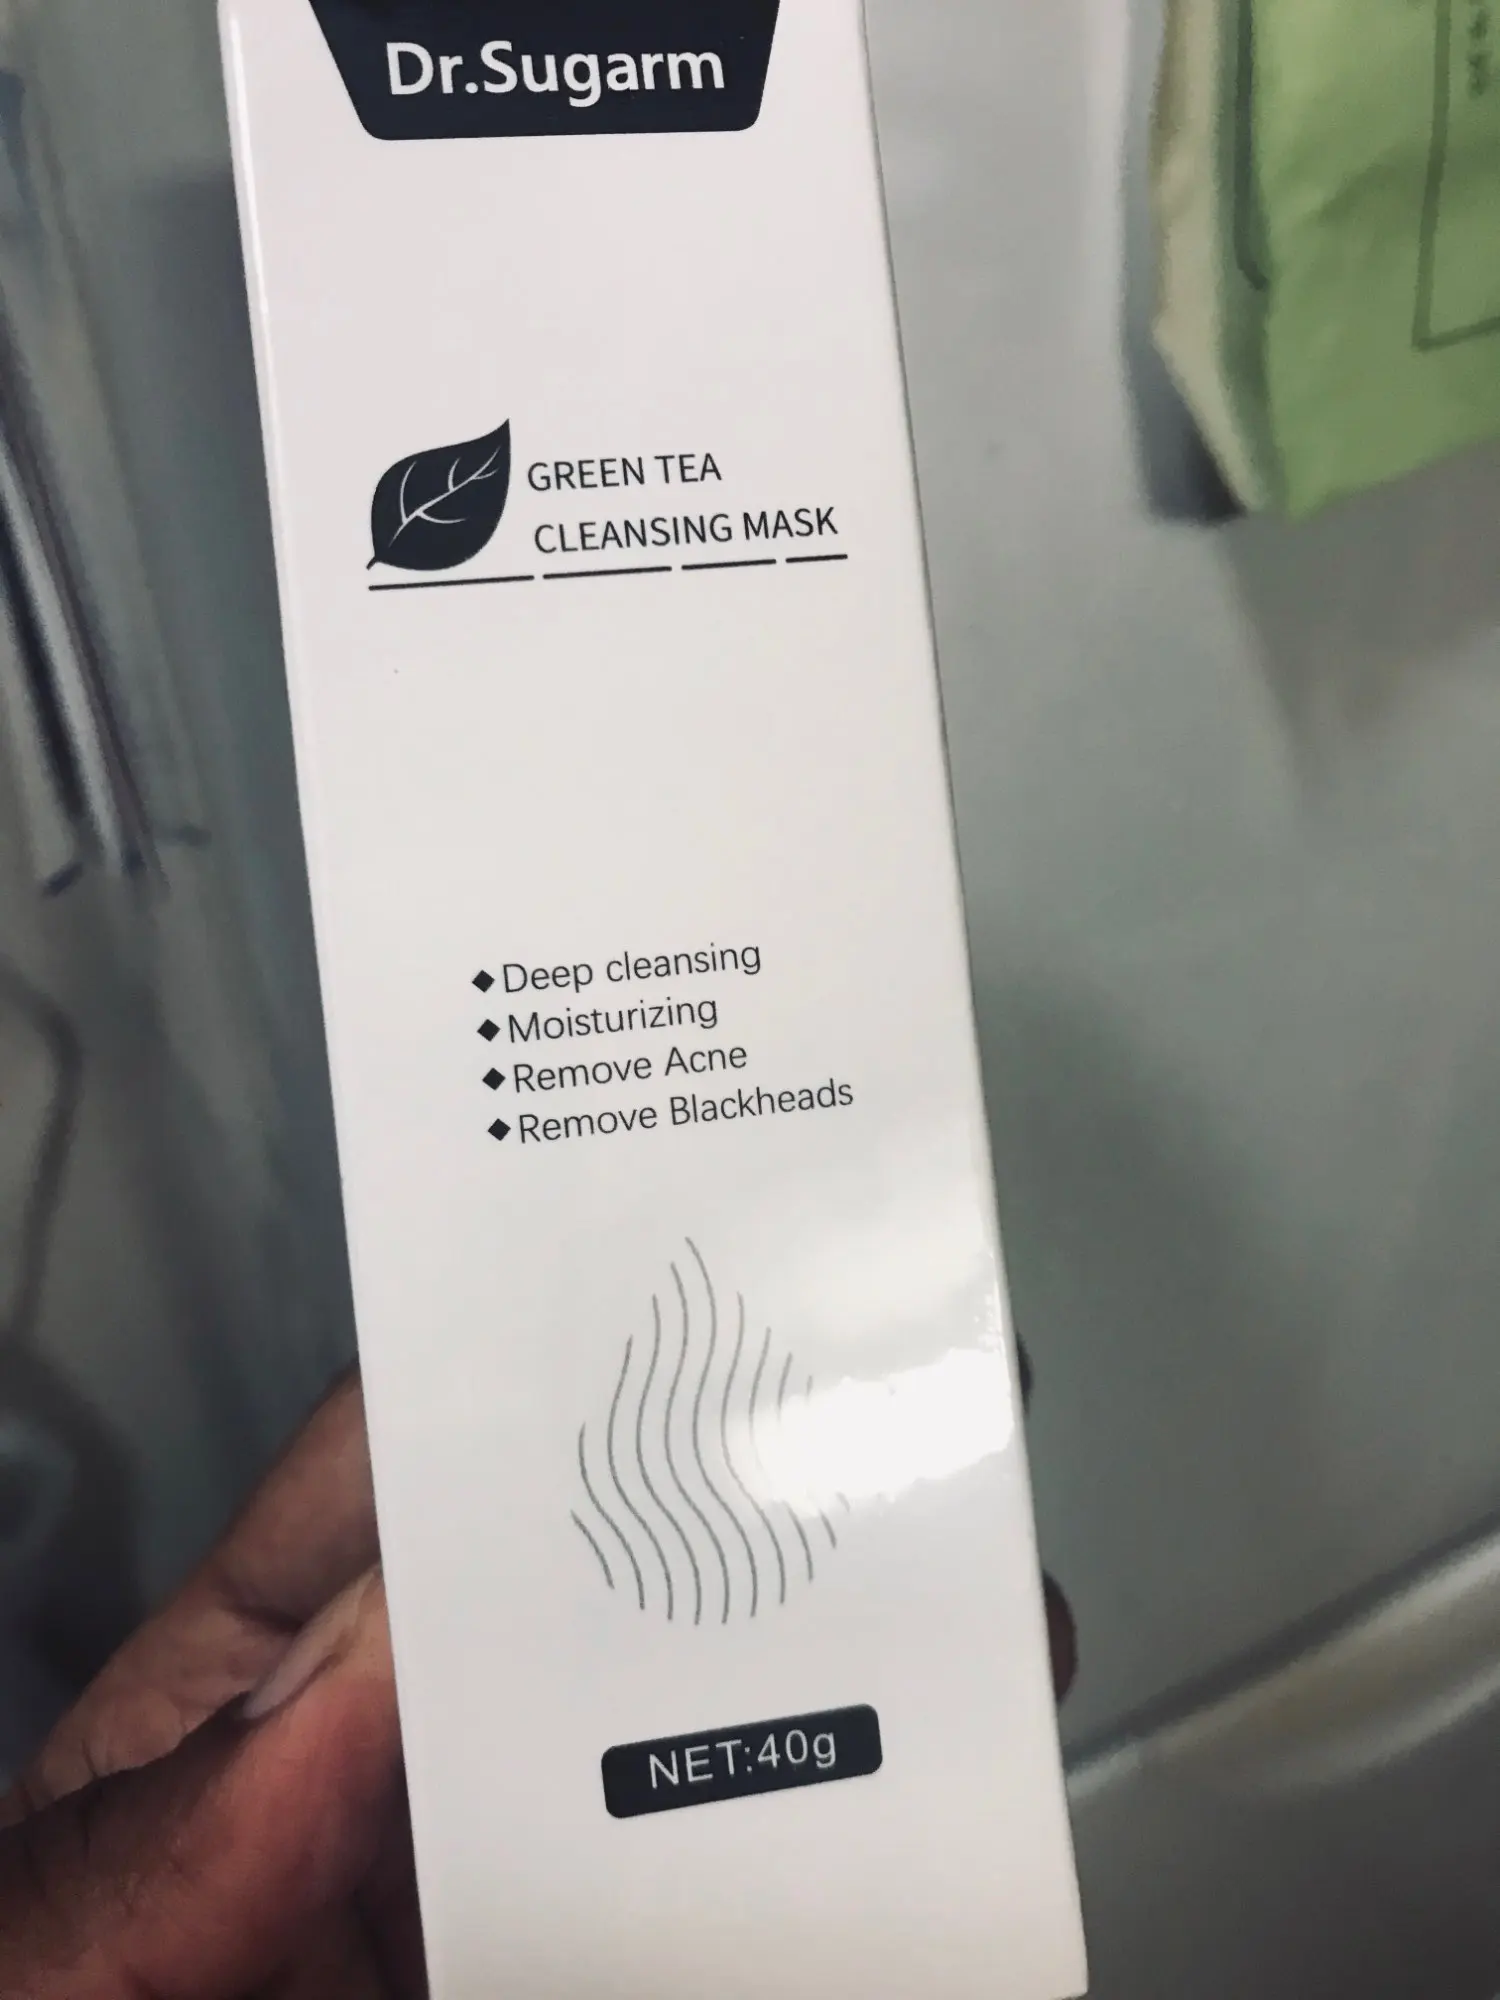 Dr.Sugarm
GREEN TEA
CLEANSING MASK
◆Deep cleansing
◆Moisturizing
◆Remove Acne
◆Remove Blackheads
NET:40g